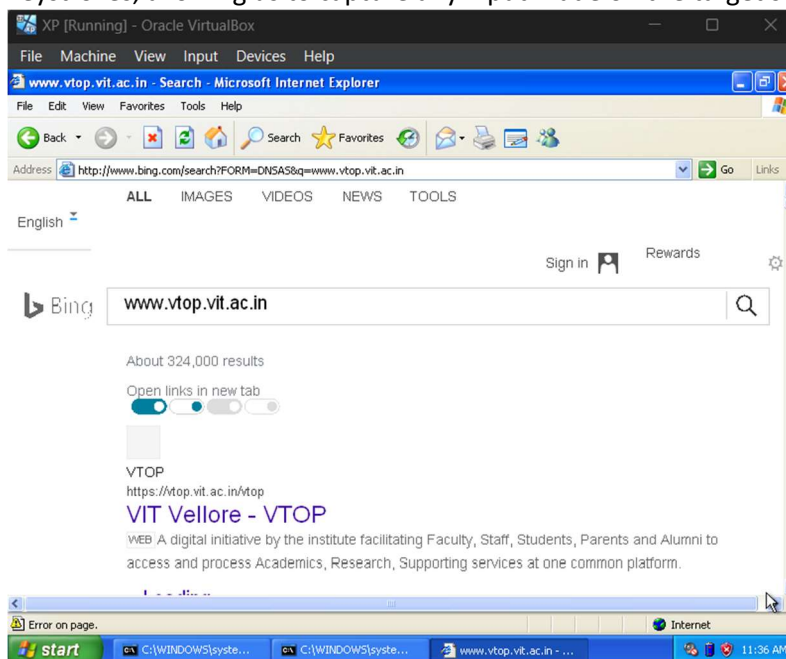 XP [Running] - Oracle VirtualBox
File Machine View Input Devices Help
www.vtop.vit.ac.in - Search - Microsoft Internet Explorer
File Edit View Favorites Tools Help
Back Search Favorites
Address http://www.bing.com/search?FORM=DNSAS&q=www.vtop.vit.ac.in Go Links
ALL IMAGES VIDEOS NEWS TOOLS
English
Sign in Rewards
Bing www.vtop.vit.ac.in
About 324,000 results
Open links in new tab
VTOP
https://vtop.vit.ac.in/vtop
VIT Vellore - VTOP
WEB A digital initiative by the institute facilitating Faculty, Staff, Students, Parents and Alumni to
access and process Academics, Research, Supporting services at one common platform.
Error on page. Internet
start C:\WINDOWS\syste... C:\WINDOWS\syste... www.vtop.vit.ac.in - ... 11:36 AM